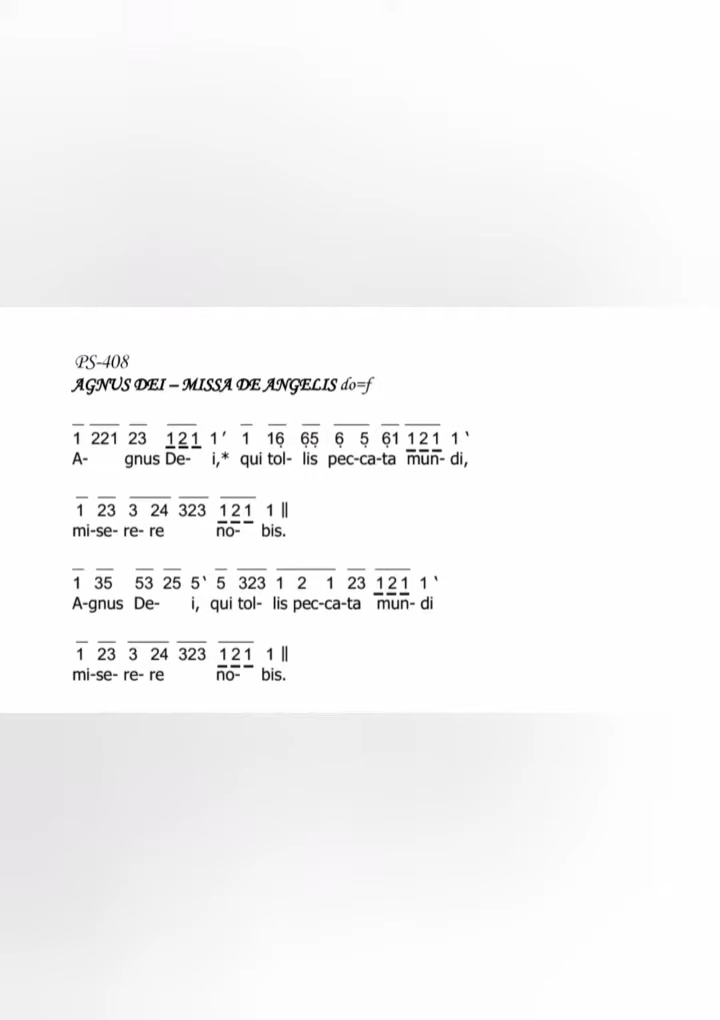 PS-408
AGNUS DEI – MISSA DE ANGELIS do=f
1 221 23 121 1′ 1 16̣ 6̣5̣ 6̣ 5̣ 6̣1 121 1‵
A- gnus De- i,* qui tol- lis pec-ca-ta mun- di,
1 23 3 24 323 121 1 ‖
mi-se- re- re no- bis.
1 35 53 25 5‵ 5 323 1 2 1 23 121 1‵
A-gnus De- i, qui tol- lis pec-ca-ta mun- di
1 23 3 24 323 121 1 ‖
mi-se- re- re no- bis.